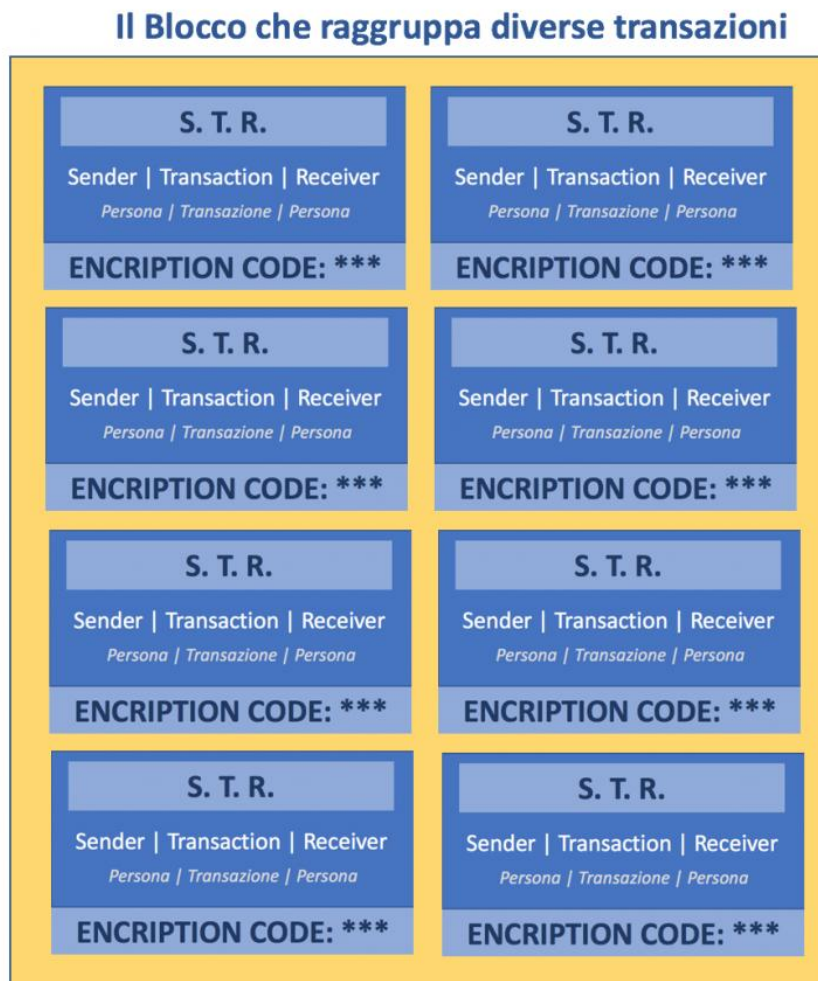 Il Blocco che raggruppa diverse transazioni
S. T. R.
Sender | Transaction | Receiver
Persona | Transazione | Persona
ENCRIPTION CODE: ***
S. T. R.
Sender | Transaction | Receiver
Persona | Transazione | Persona
ENCRIPTION CODE: ***
S. T. R.
Sender | Transaction | Receiver
Persona | Transazione | Persona
ENCRIPTION CODE: ***
S. T. R.
Sender | Transaction | Receiver
Persona | Transazione | Persona
ENCRIPTION CODE: ***
S. T. R.
Sender | Transaction | Receiver
Persona | Transazione | Persona
ENCRIPTION CODE: ***
S. T. R.
Sender | Transaction | Receiver
Persona | Transazione | Persona
ENCRIPTION CODE: ***
S. T. R.
Sender | Transaction | Receiver
Persona | Transazione | Persona
ENCRIPTION CODE: ***
S. T. R.
Sender | Transaction | Receiver
Persona | Transazione | Persona
ENCRIPTION CODE: ***